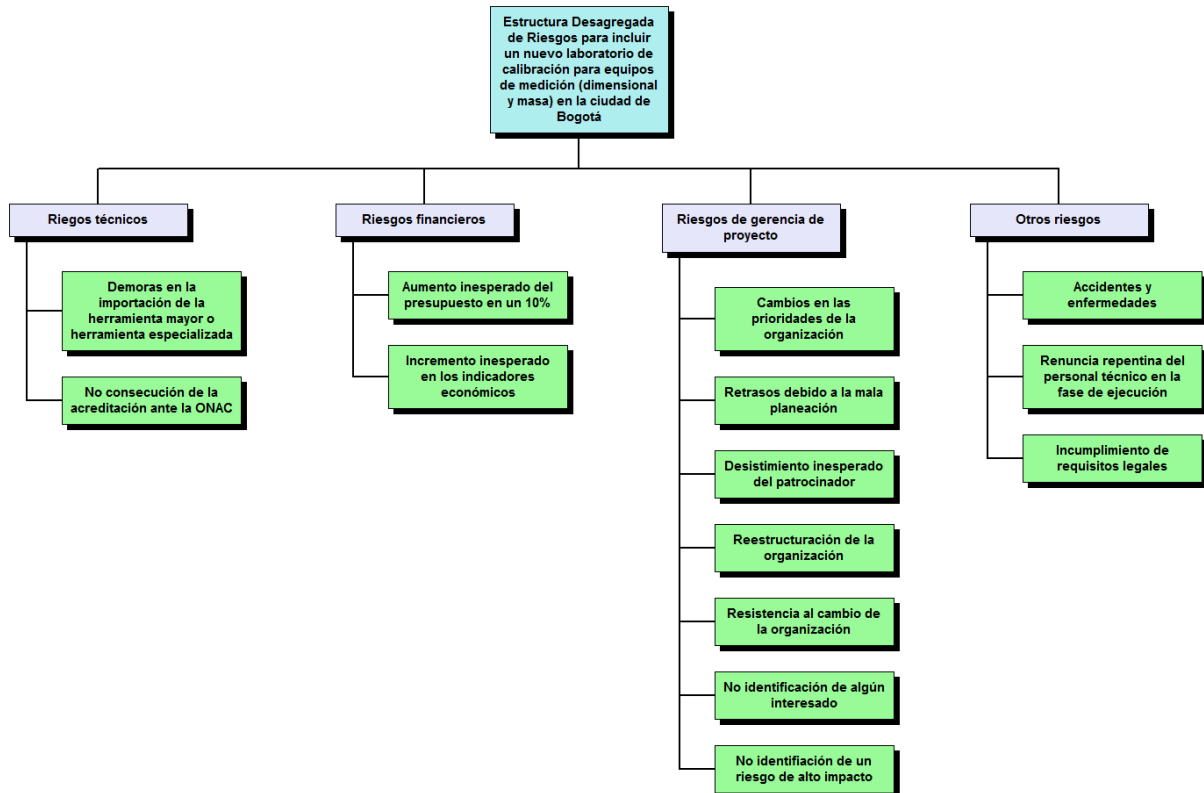 Estructura Desagregada
de Riesgos para incluir
un nuevo laboratorio de
calibración para equipos
de medición (dimensional
y masa) en la ciudad de
Bogotá
Riegos técnicos
Demoras en la
importación de la
herramienta mayor o
herramienta especializada
No consecución de la
acreditación ante la ONAC
Riesgos financieros
Aumento inesperado del
presupuesto en un 10%
Incremento inesperado
en los indicadores
económicos
Riesgos de gerencia de
proyecto
Cambios en las
prioridades de la
organización
Retrasos debido a la mala
planeación
Desistimiento inesperado
del patrocinador
Reestructuración de la
organización
Resistencia al cambio de
la organización
No identificación de algún
interesado
No identifiación de un
riesgo de alto impacto
Otros riesgos
Accidentes y
enfermedades
Renuncia repentina del
personal técnico en la
fase de ejecución
Incumplimiento de
requisitos legales